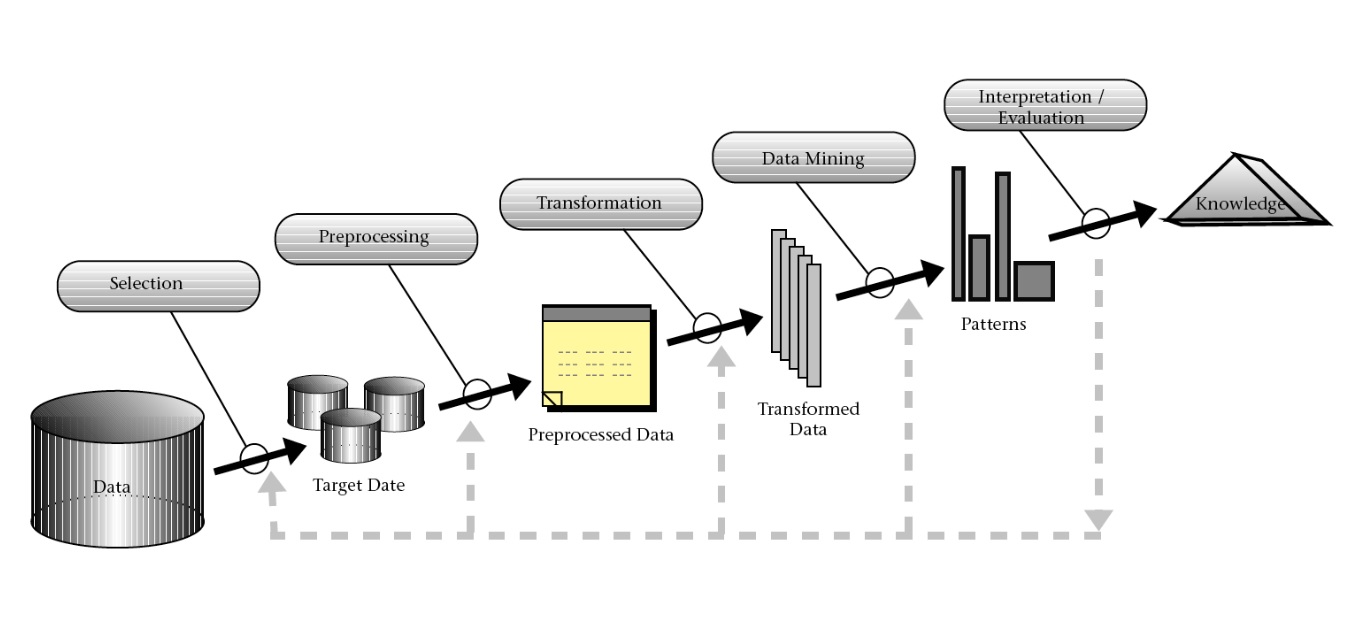 Interpretation /
Evaluation
Data Mining
Transformation
Preprocessing
Selection
Knowledge
Patterns
Transformed
Data
Preprocessed Data
Target Date
Data